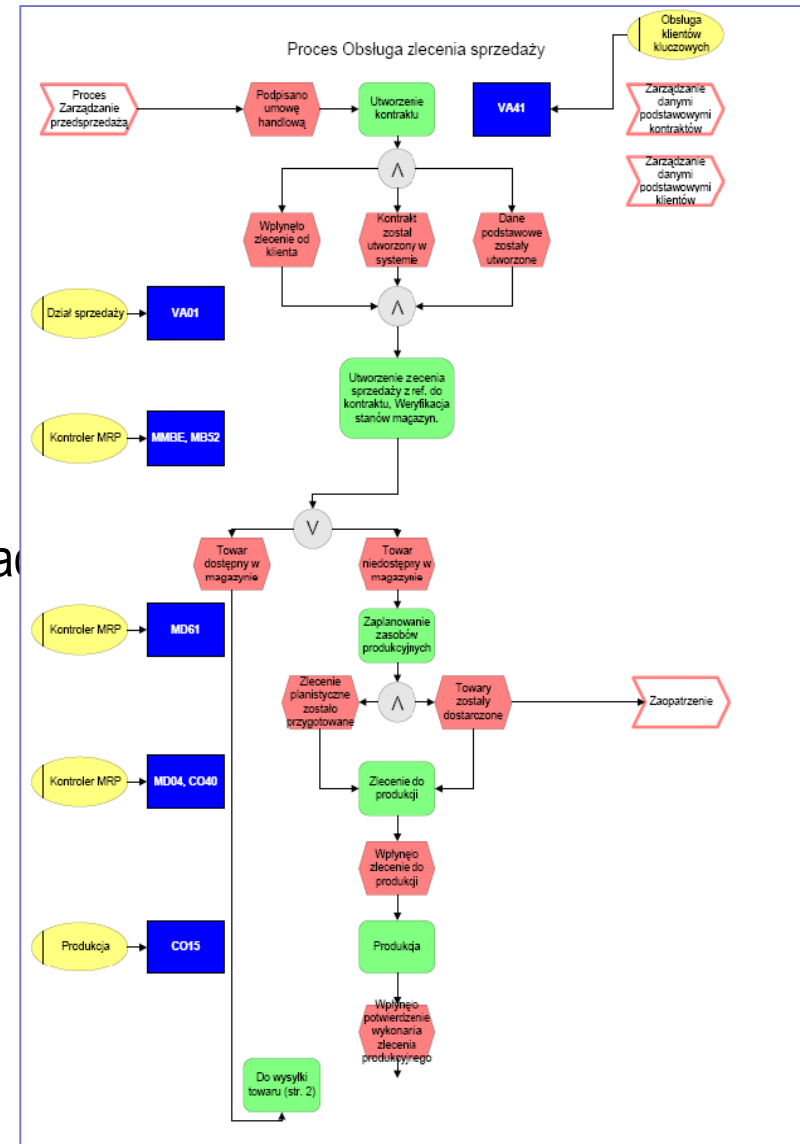 Obsługa
klientów
kluczowych
Proces Obsługa zlecenia sprzedaży
Proces
Zarządzanie
przedsprzedażą
Podpisano
umowę
handlową
Utworzenie
kontraktu
VA41
Zarządzanie
danymi
podstawowymi
kontraktów
Zarządzanie
danymi
podstawowymi
klientów
Λ
Wpłynęło
zlecenie od
klienta
Kontrakt
został
utworzony w
systemie
Dane
podstawowe
zostały
utworzone
Λ
Dział sprzedaży
VA01
Utworzenie zecenia
sprzedaży z ref. do
kontraktu, Weryfikacja
stanów magazyn.
Kontroler MRP
MMBE, MB52
V
Towar
dostępny w
magazynie
Towar
niedostępny w
magazynie
Kontroler MRP
MD61
Zaplanowanie
zasobów
produkcyjnych
Zlecenie
planistyczne
zostało
przygotowane
Λ
Towary
zostały
dostarczone
Zaopatrzenie
Kontroler MRP
MD04, CO40
Zlecenie do
produkcji
Wpłynęło
zlecenie do
produkcji
Produkcja
CO15
Produkcja
Wpłynęło
potwierdzenie
wykonania
zlecenia
produkcyjnego
Do wysyłki
towaru (str. 2)